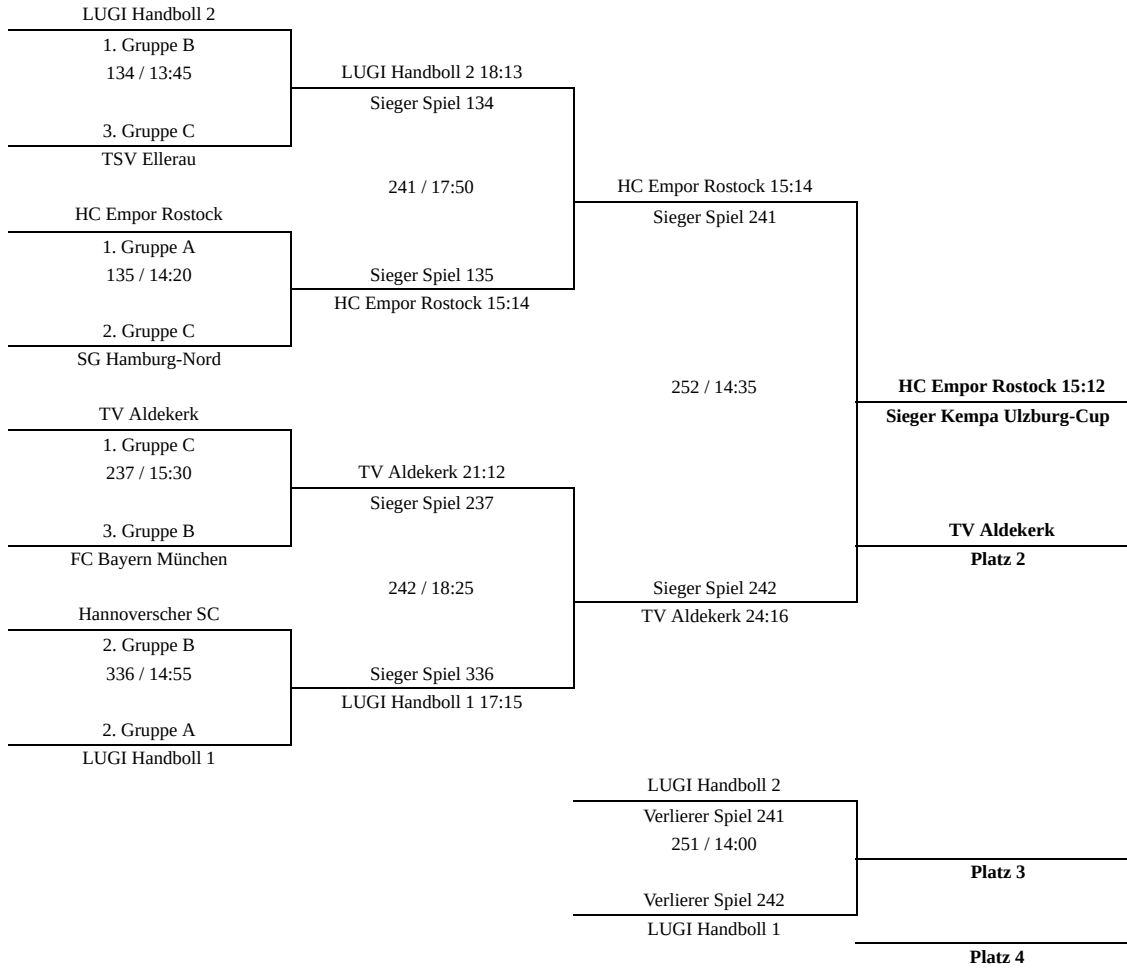 LUGI Handboll 2
1. Gruppe B
134 / 13:45
LUGI Handboll 2 18:13
Sieger Spiel 134
3. Gruppe C
TSV Ellerau
241 / 17:50
HC Empor Rostock 15:14
HC Empor Rostock
Sieger Spiel 241
1. Gruppe A
135 / 14:20
Sieger Spiel 135
HC Empor Rostock 15:14
2. Gruppe C
SG Hamburg-Nord
252 / 14:35
HC Empor Rostock 15:12
TV Aldekerk
Sieger Kempa Ulzburg-Cup
1. Gruppe C
237 / 15:30
TV Aldekerk 21:12
Sieger Spiel 237
3. Gruppe B
TV Aldekerk
FC Bayern München
Platz 2
242 / 18:25
Sieger Spiel 242
Hannoverscher SC
TV Aldekerk 24:16
2. Gruppe B
336 / 14:55
Sieger Spiel 336
LUGI Handboll 1 17:15
2. Gruppe A
LUGI Handboll 1
LUGI Handboll 2
Verlierer Spiel 241
251 / 14:00
Platz 3
Verlierer Spiel 242
LUGI Handboll 1
Platz 4